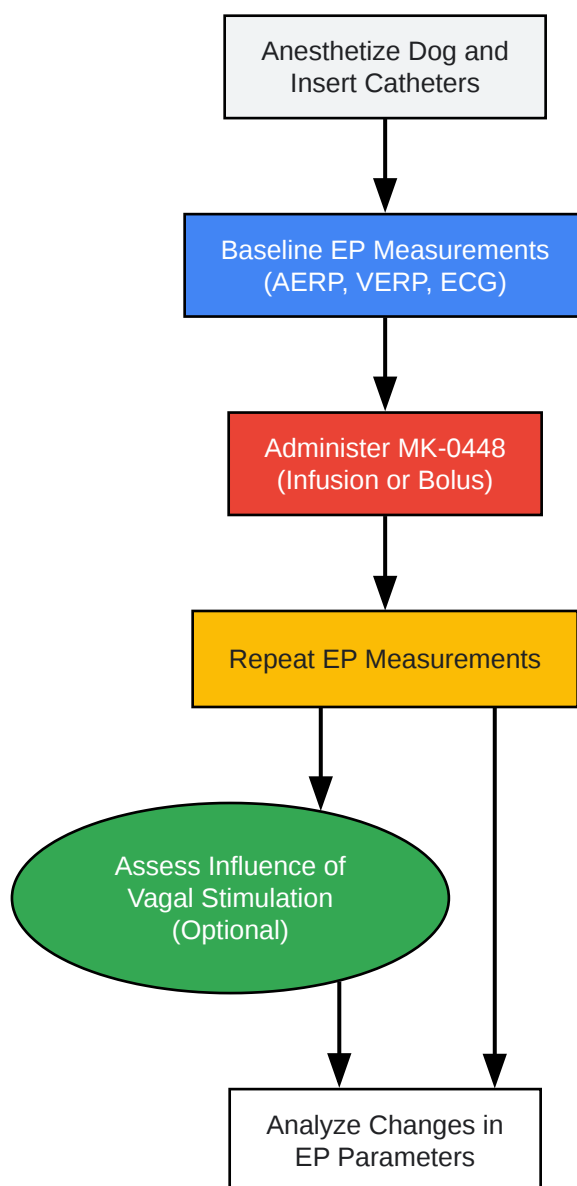 Anesthetize Dog and
Insert Catheters
Baseline EP Measurements
(AERP, VERP, ECG)
Administer MK-0448
(Infusion or Bolus)
Repeat EP Measurements
Assess Influence of
Vagal Stimulation
(Optional)
Analyze Changes in
EP Parameters